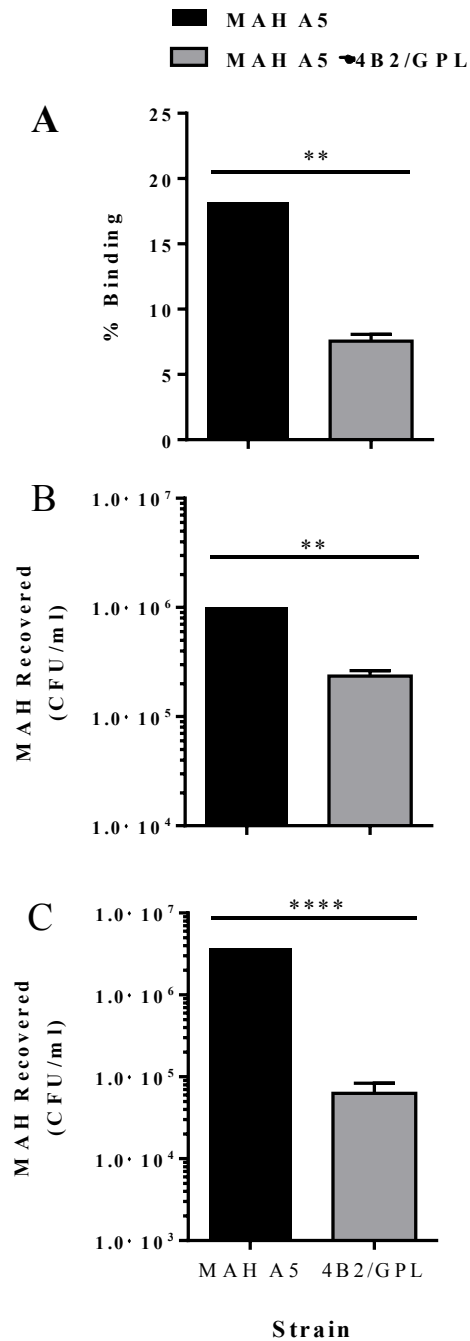 MAH A5
MAH A5 →4B2/GPL
A
**
25
20
15
10
5
0
% Binding
B
**
1.0· 10⁷
1.0· 10⁶
1.0· 10⁵
1.0· 10⁴
MAH Recovered
(CFU/ml)
C
****
1.0· 10⁷
1.0· 10⁶
1.0· 10⁵
1.0· 10⁴
1.0· 10³
MAH Recovered
(CFU/ml)
MAH A5 4B2/GPL
Strain